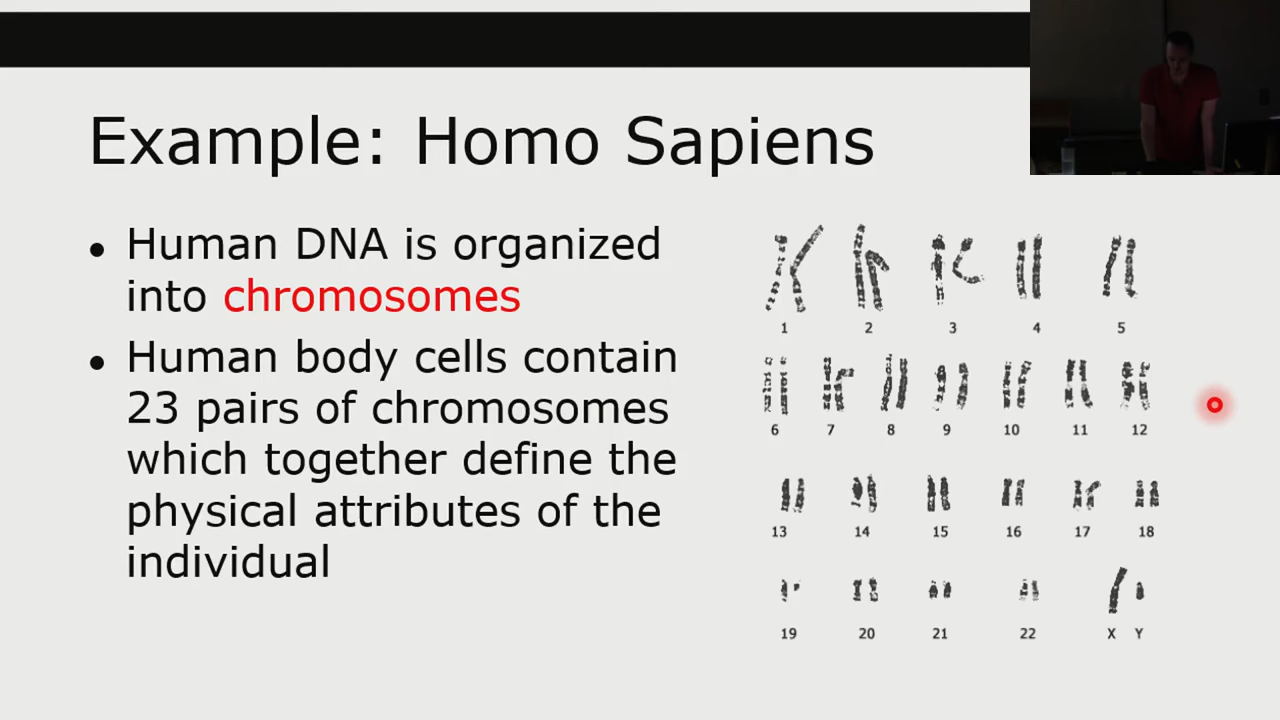 Example: Homo Sapiens
• Human DNA is organized
into chromosomes
• Human body cells contain
23 pairs of chromosomes
which together define the
physical attributes of the
individual
1 2 3 4 5
6 7 8 9 10 11 12
13 14 15 16 17 18
19 20 21 22 X Y